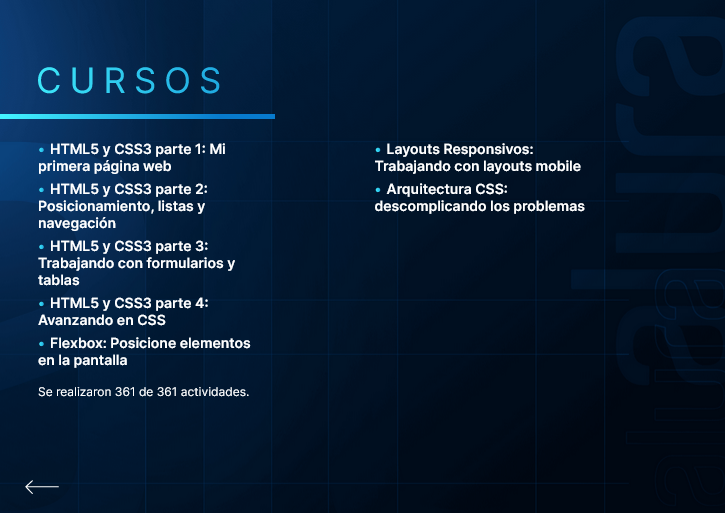 CURSOS
• HTML5 y CSS3 parte 1: Mi
primera página web
• HTML5 y CSS3 parte 2:
Posicionamiento, listas y
navegación
• HTML5 y CSS3 parte 3:
Trabajando con formularios y
tablas
• HTML5 y CSS3 parte 4:
Avanzando en CSS
• Flexbox: Posicione elementos
en la pantalla
Se realizaron 361 de 361 actividades.
• Layouts Responsivos:
Trabajando con layouts mobile
• Arquitectura CSS:
descomplicando los problemas
alura
alura